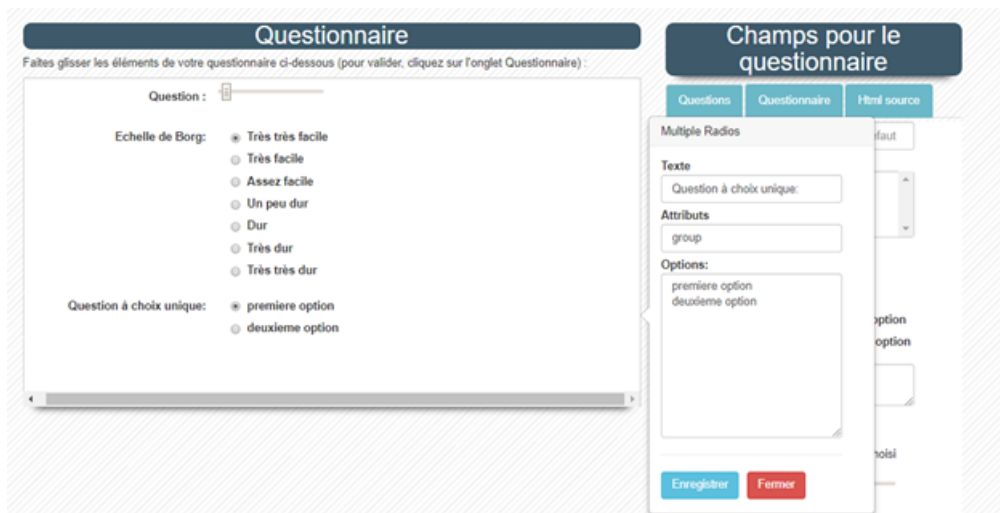 Questionnaire
Faites glisser les éléments de votre questionnaire ci-dessous (pour valider, cliquez sur l'onglet Questionnaire) :
Question :
Echelle de Borg:
Très très facile
Très facile
Assez facile
Un peu dur
Dur
Très dur
Très très dur
Question à choix unique:
premiere option
deuxieme option
Champs pour le
questionnaire
Questions Questionnaire Html source
Multiple Radios
Texte
Question à choix unique:
Attributs
group
Options:
premiere option
deuxieme option
Enregistrer Fermer
efaut
option
option
hoisi